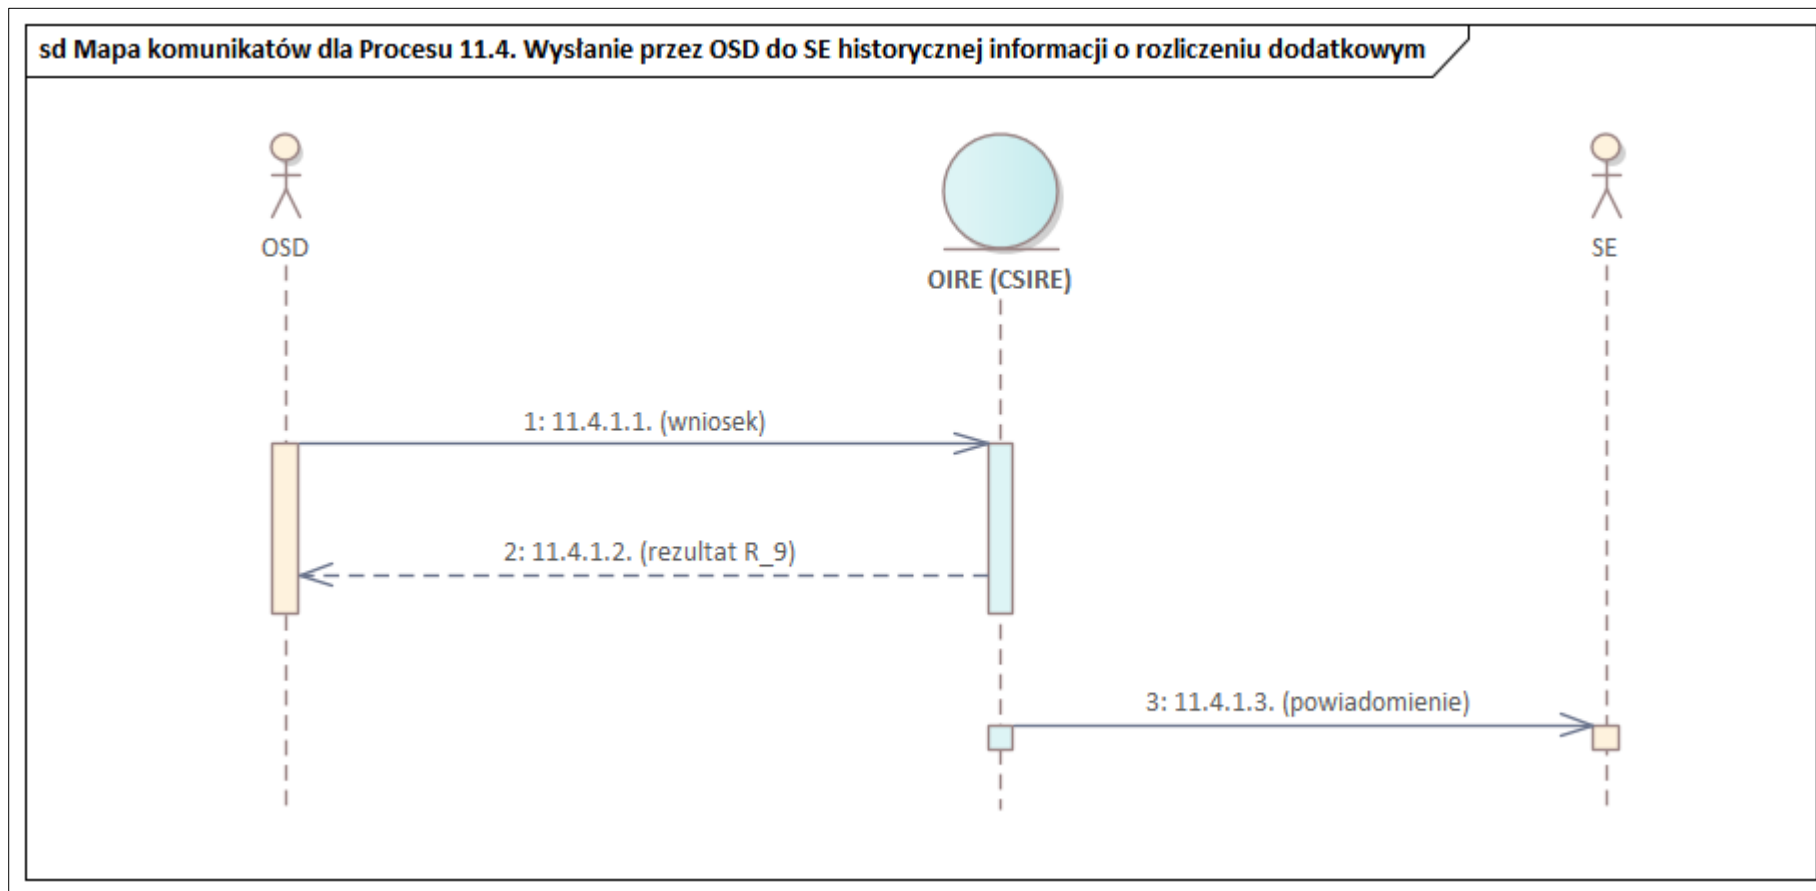 sd Mapa komunikatów dla Procesu 11.4. Wysłanie przez OSD do SE historycznej informacji o rozliczeniu dodatkowym
OSD
SE
OIRE (CSIRE)
1: 11.4.1.1. (wniosek)
2: 11.4.1.2. (rezultat R_9)
3: 11.4.1.3. (powiadomienie)